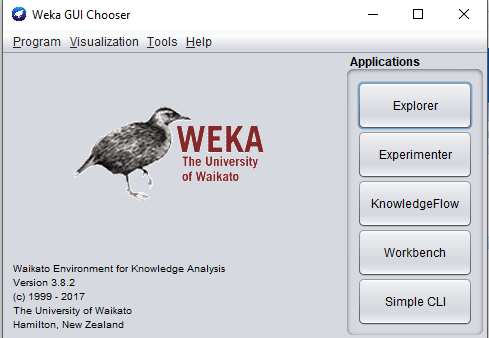 Weka GUI Chooser
Program Visualization Tools Help
Applications
Explorer
Experimenter
KnowledgeFlow
Workbench
Simple CLI
WEKA
The University
of Waikato
Waikato Environment for Knowledge Analysis
Version 3.8.2
(c) 1999 - 2017
The University of Waikato
Hamilton, New Zealand